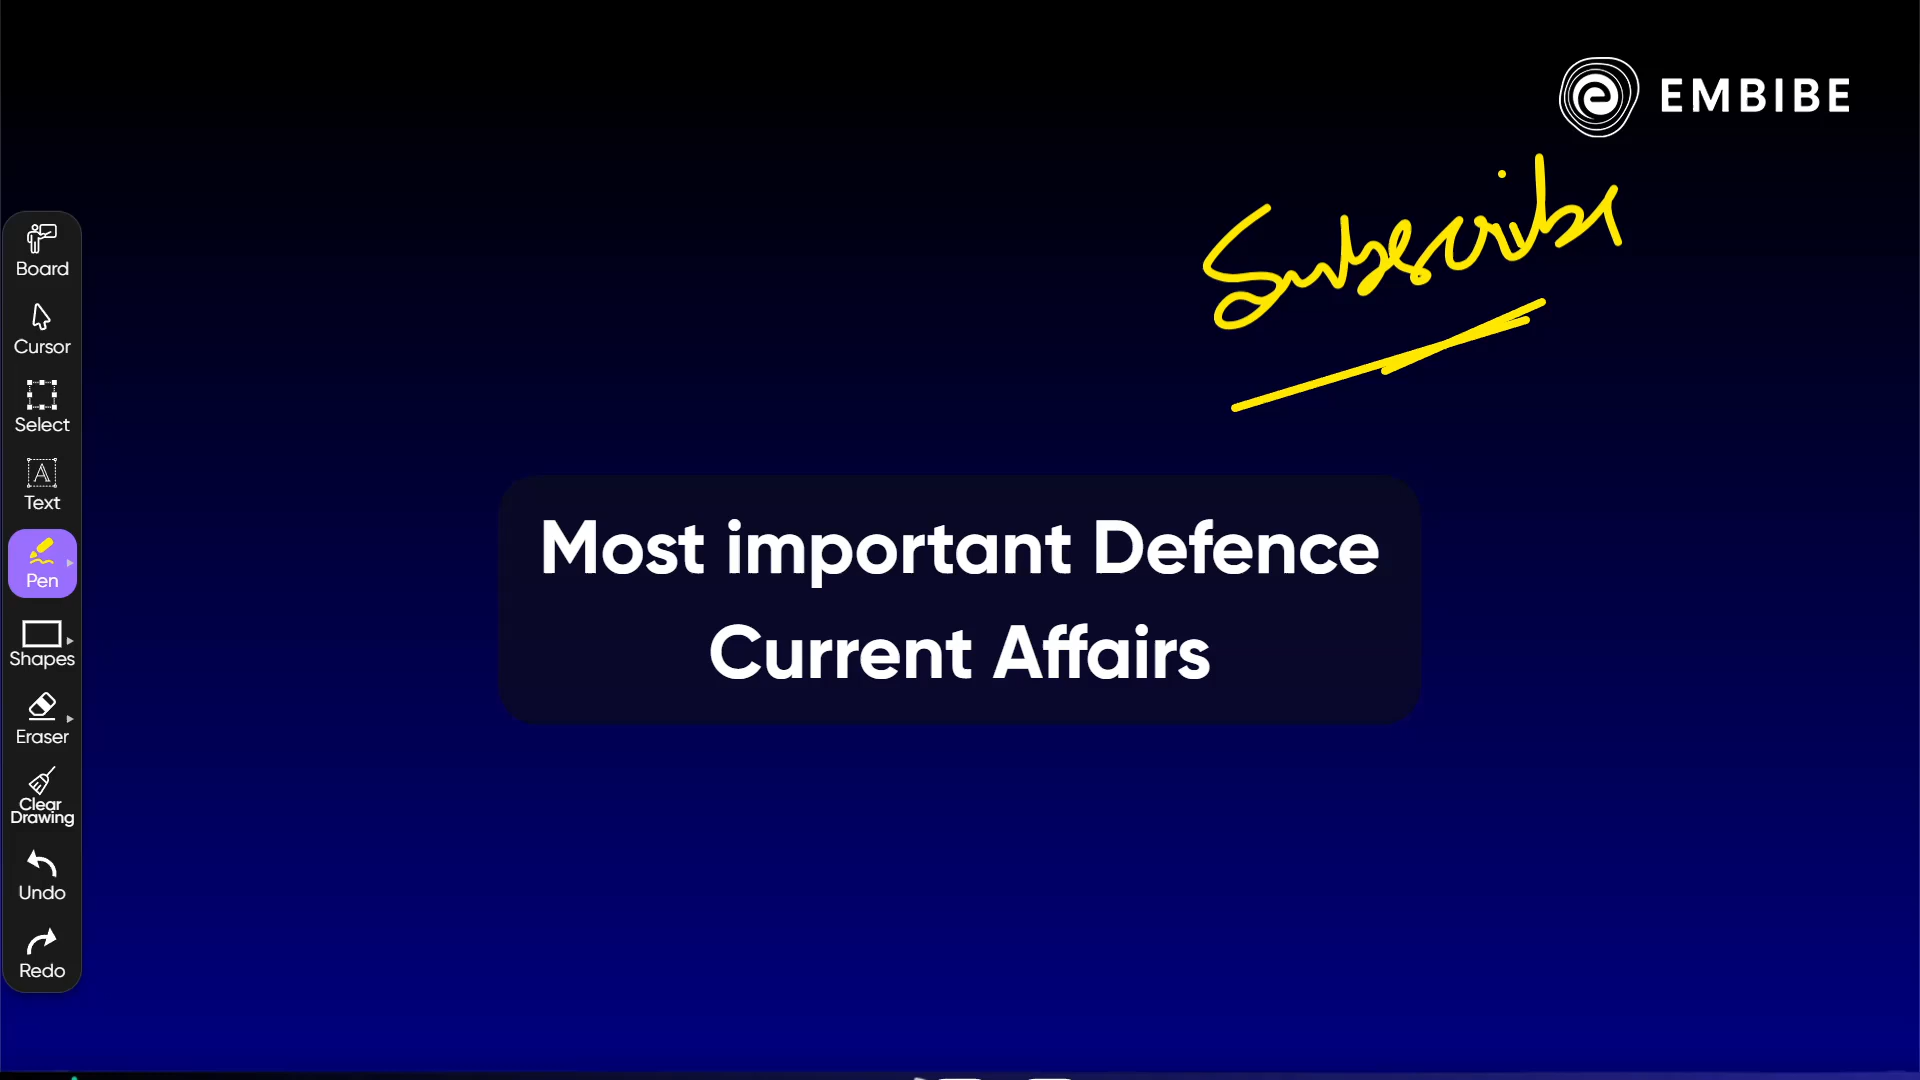 EMBIBE
Subscribe
Most important Defence
Current Affairs
Board
Cursor
Select
Text
Pen
Shapes
Eraser
Clear
Drawing
Undo
Redo